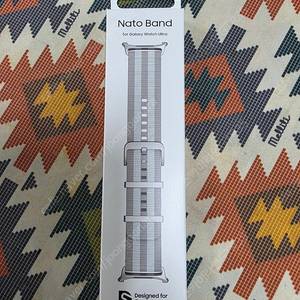 Nato Band
for Galaxy Watch Ultra
Designed for